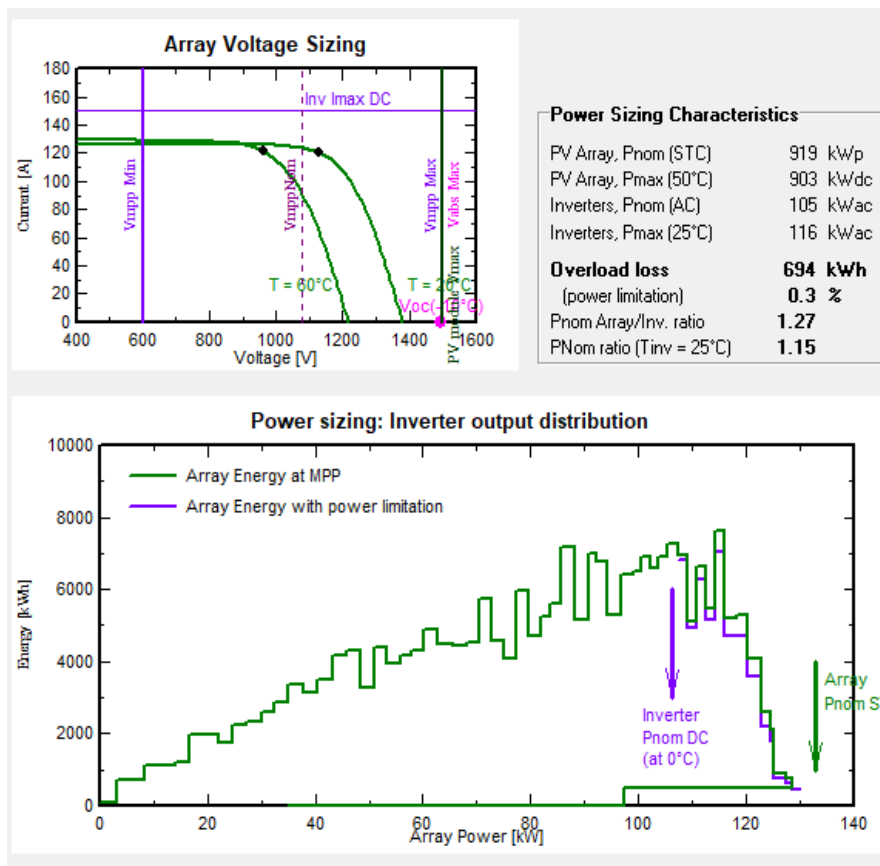 Array Voltage Sizing
180
160
140
120
100
80
60
40
20
0
Current [A]
400
600
800
1000
1200
1400
1600
Voltage [V]
Inv Imax DC
Vmpp Min
VmppNom
Vmpp Max
Vabs Max
PV module Vmax
T = 60°C
T = 20°C
Voc(-10°C)
Power Sizing Characteristics
PV Array, Pnom (STC) 919 kWp
PV Array, Pmax (50°C) 903 kWdc
Inverters, Pnom (AC) 105 kWac
Inverters, Pmax (25°C) 116 kWac
Overload loss 694 kWh
(power limitation) 0.3 %
Pnom Array/Inv. ratio 1.27
PNom ratio (Tinv = 25°C) 1.15
Power sizing: Inverter output distribution
10000
8000
6000
4000
2000
0
Energy [kWh]
Array Energy at MPP
Array Energy with power limitation
Inverter
Pnom DC
(at 0°C)
Array
Pnom S
0
20
40
60
80
100
120
140
Array Power [kW]